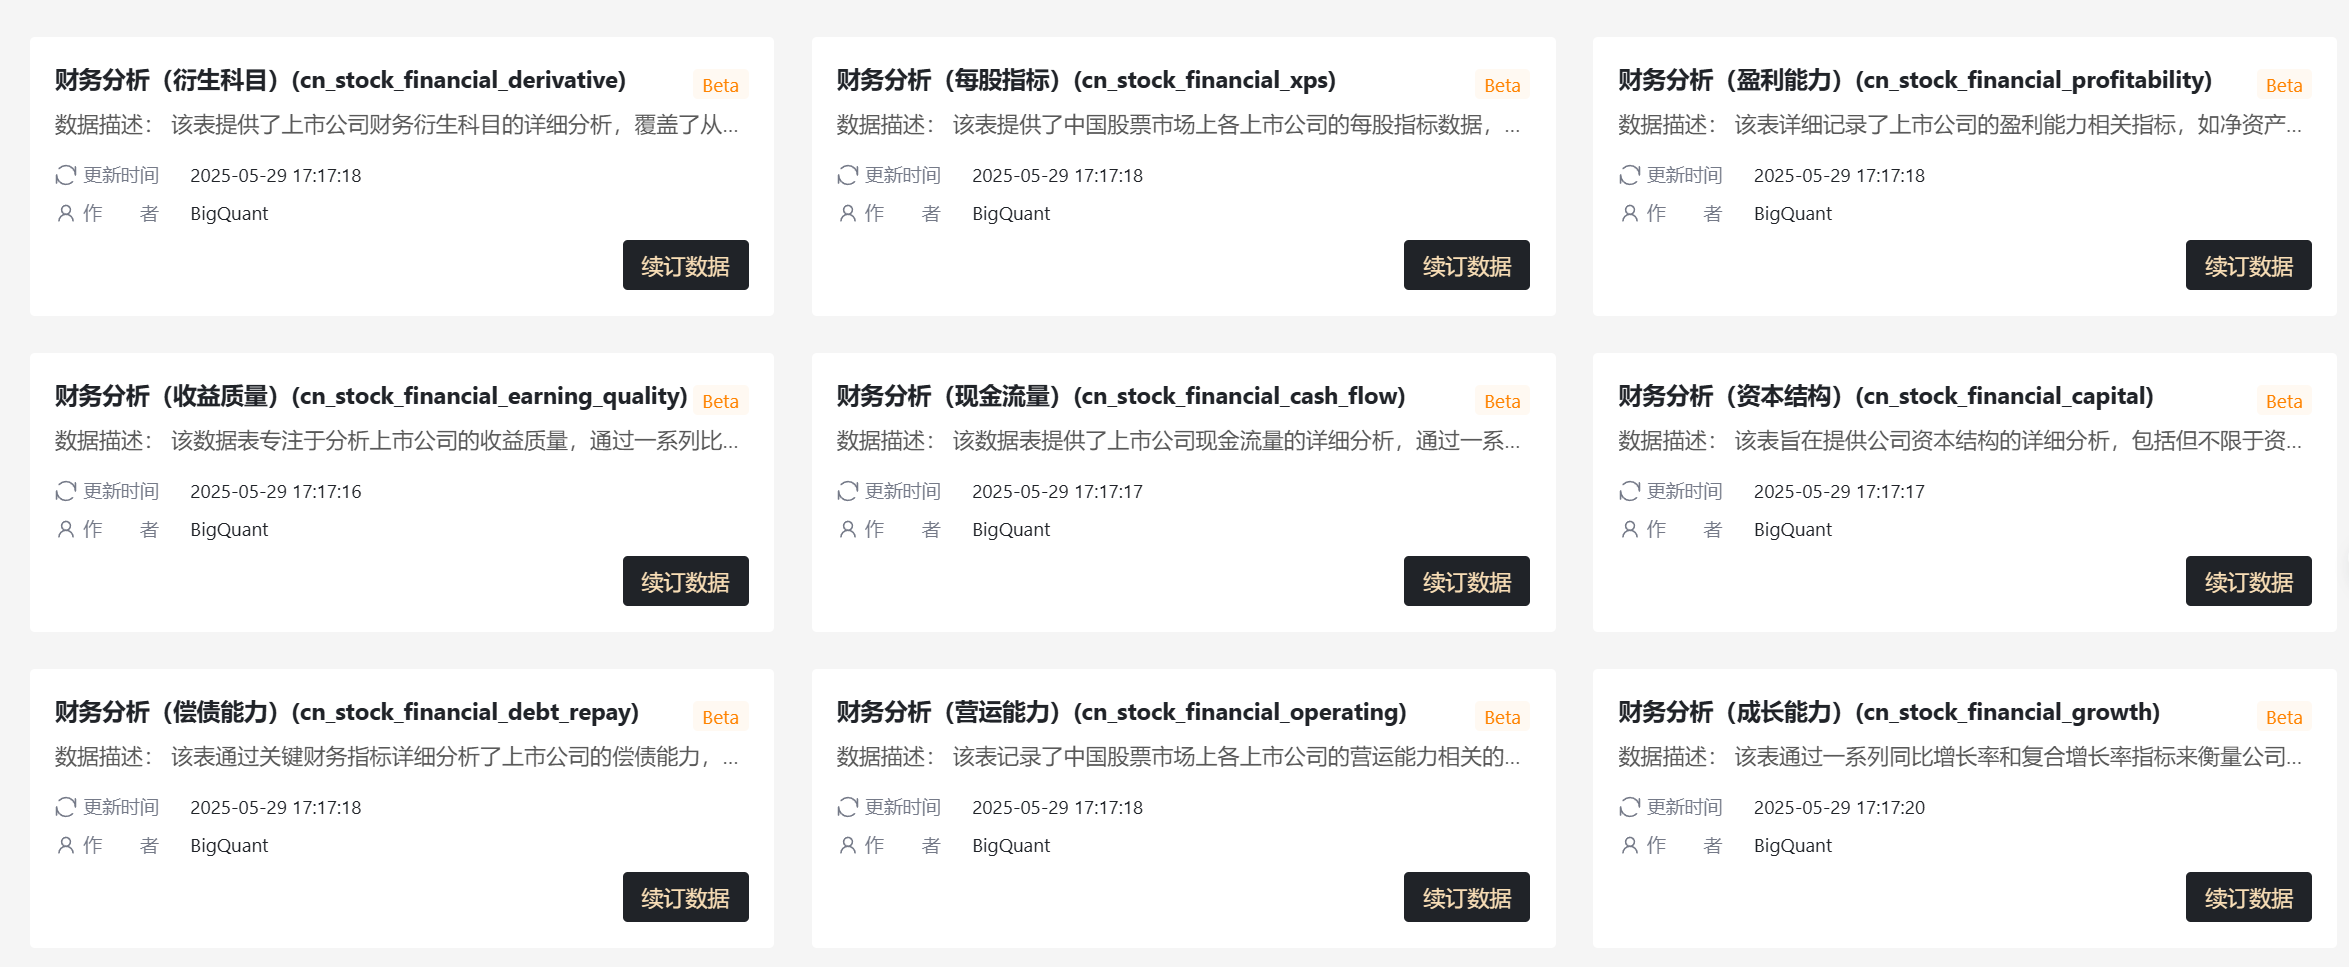 财务分析（衍生科目）(cn_stock_financial_derivative)
Beta
数据描述： 该表提供了上市公司财务衍生科目的详细分析，覆盖了从...
更新时间 2025-05-29 17:17:18
作 者 BigQuant
续订数据
财务分析（每股指标）(cn_stock_financial_xps)
Beta
数据描述： 该表提供了中国股票市场上各上市公司的每股指标数据，...
更新时间 2025-05-29 17:17:18
作 者 BigQuant
续订数据
财务分析（盈利能力）(cn_stock_financial_profitability)
Beta
数据描述： 该表详细记录了上市公司的盈利能力相关指标，如净资产...
更新时间 2025-05-29 17:17:18
作 者 BigQuant
续订数据
财务分析（收益质量）(cn_stock_financial_earning_quality)
Beta
数据描述： 该数据表专注于分析上市公司的收益质量，通过一系列比...
更新时间 2025-05-29 17:17:16
作 者 BigQuant
续订数据
财务分析（现金流量）(cn_stock_financial_cash_flow)
Beta
数据描述： 该数据表提供了上市公司现金流量的详细分析，通过一系...
更新时间 2025-05-29 17:17:17
作 者 BigQuant
续订数据
财务分析（资本结构）(cn_stock_financial_capital)
Beta
数据描述： 该表旨在提供公司资本结构的详细分析，包括但不限于资...
更新时间 2025-05-29 17:17:17
作 者 BigQuant
续订数据
财务分析（偿债能力）(cn_stock_financial_debt_repay)
Beta
数据描述： 该表通过关键财务指标详细分析了上市公司的偿债能力，...
更新时间 2025-05-29 17:17:18
作 者 BigQuant
续订数据
财务分析（营运能力）(cn_stock_financial_operating)
Beta
数据描述： 该表记录了中国股票市场上各上市公司的营运能力相关的...
更新时间 2025-05-29 17:17:18
作 者 BigQuant
续订数据
财务分析（成长能力）(cn_stock_financial_growth)
Beta
数据描述： 该表通过一系列同比增长率和复合增长率指标来衡量公司...
更新时间 2025-05-29 17:17:20
作 者 BigQuant
续订数据